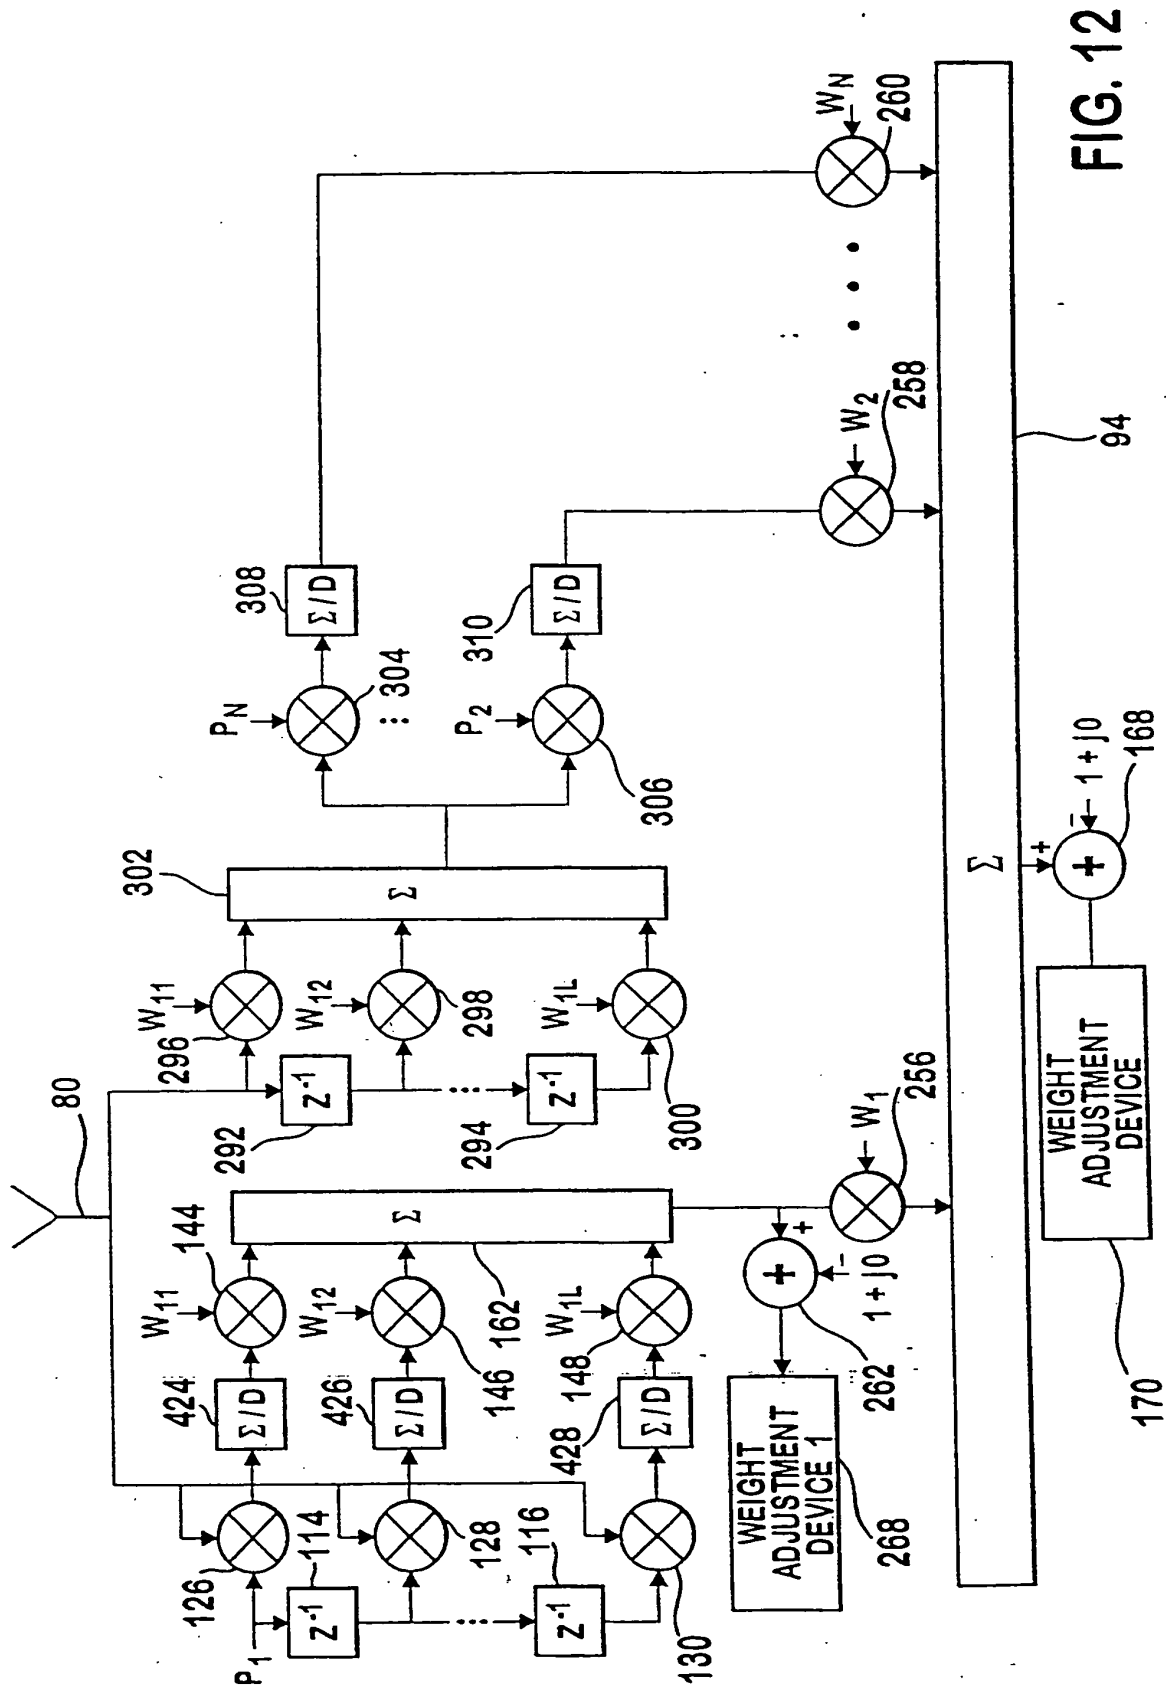 80
P₁
126
Z⁻¹
114
128
Z⁻¹
116
130
424
Σ/D
426
Σ/D
428
Σ/D
W₁₁
144
W₁₂
146
W₁L
148
Σ
162
Z⁻¹
292
Z⁻¹
294
W₁₁
296
W₁₂
298
W₁L
300
302
Σ
P_N
304
P₂
306
308
Σ/D
310
Σ/D
+
+
−
1 + j0
262
WEIGHT
ADJUSTMENT
DEVICE 1
268
W₁
256
W₂
258
W_N
260
Σ
94
+
+
−
1 + j0
168
WEIGHT
ADJUSTMENT
DEVICE
170
FIG. 12